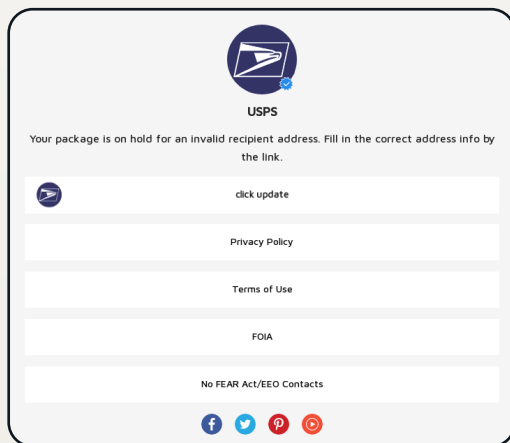 USPS
Your package is on hold for an invalid recipient address. Fill in the correct address info by
the link.
click update
Privacy Policy
Terms of Use
FOIA
No FEAR Act/EEO Contacts